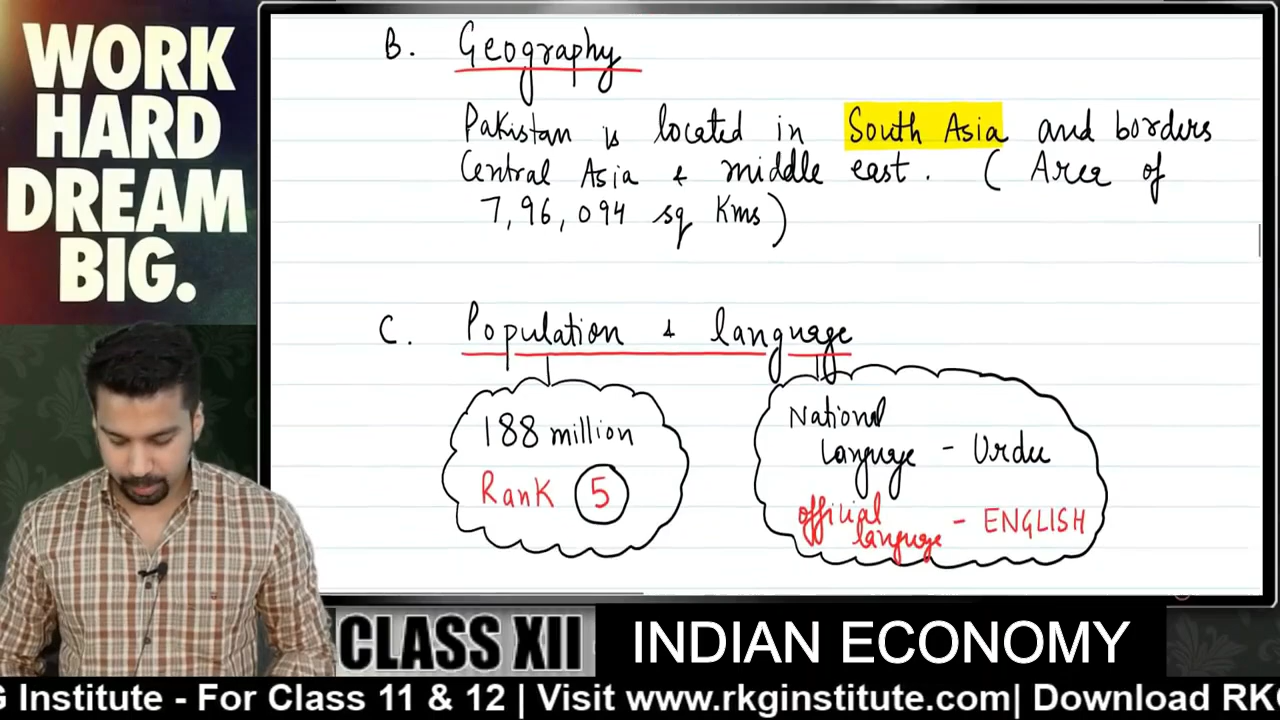 WORK
HARD
DREAM
BIG.
B. Geography
Pakistan is located in South Asia and borders
Central Asia & middle east. ( Area of
7,96,094 sq Kms)
C. Population & language
188 million
Rank 5
National
language - Urdu
official
language - ENGLISH
CLASS XII INDIAN ECONOMY
G Institute - For Class 11 & 12 | Visit www.rkginstitute.com| Download RKG